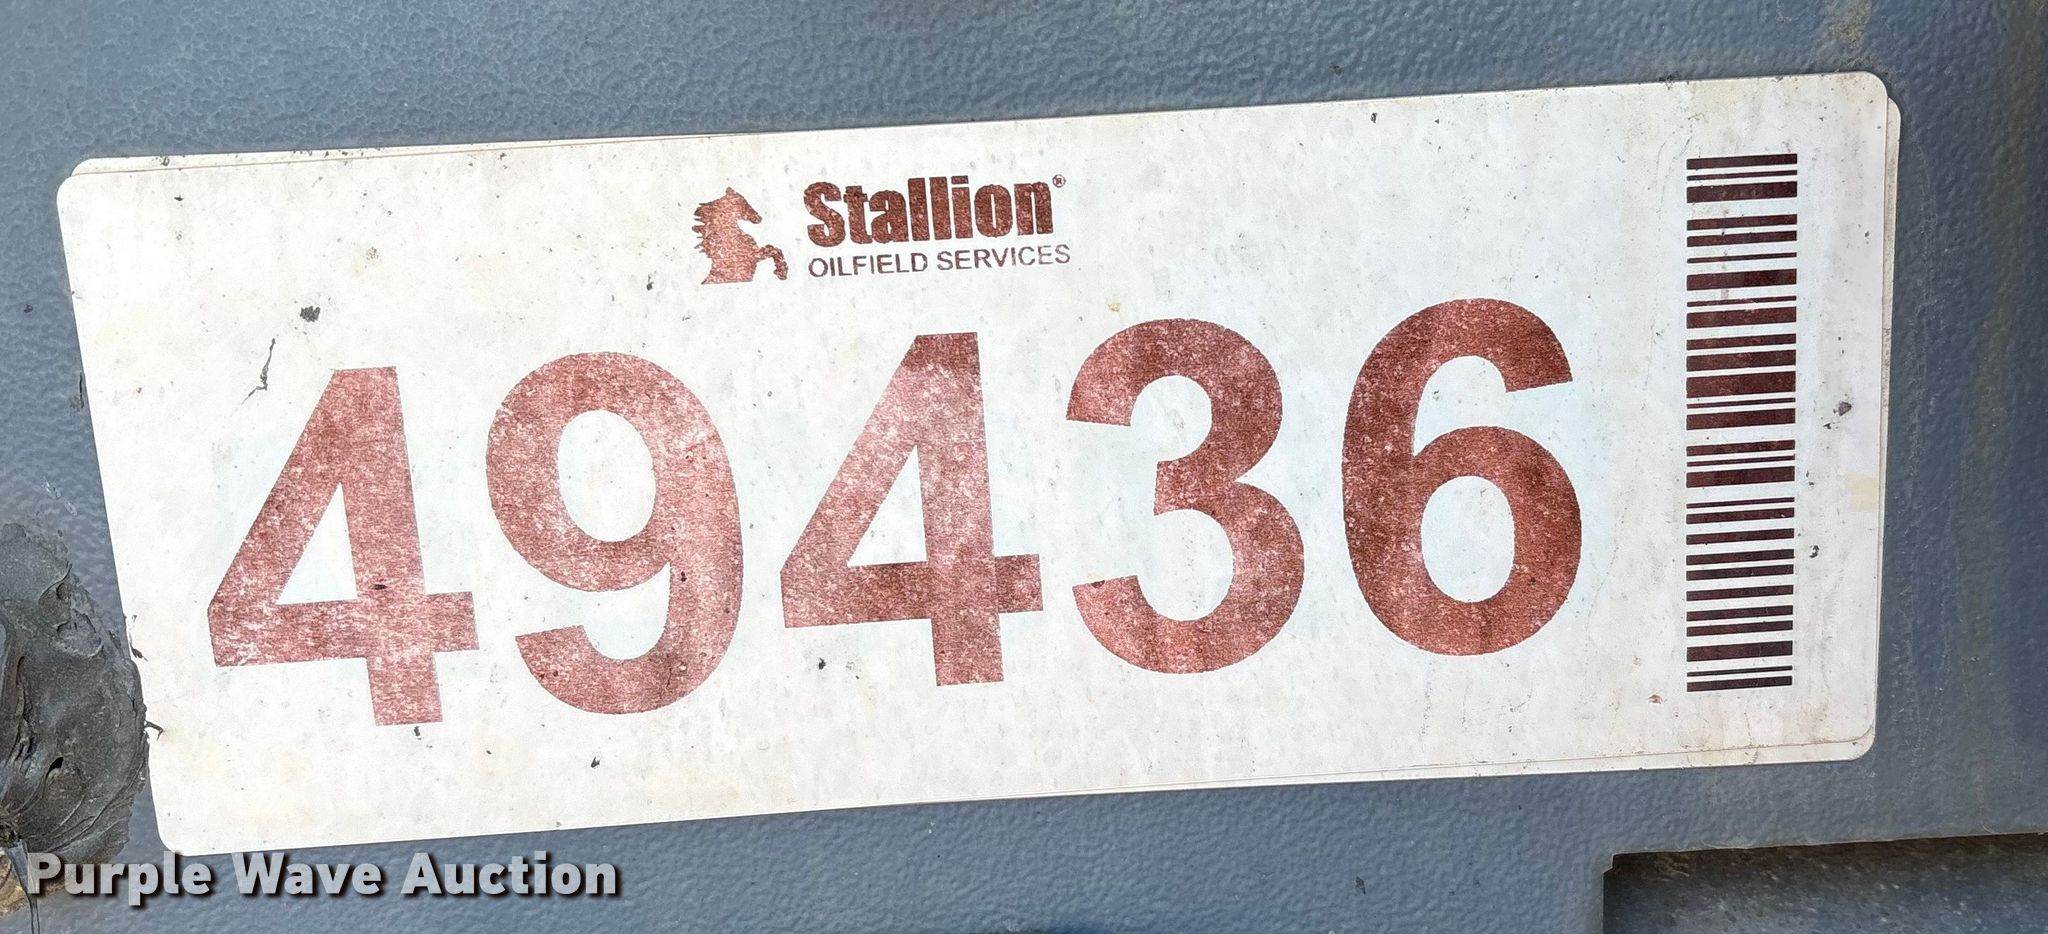 Stallion®
OILFIELD SERVICES
49436
Purple Wave Auction